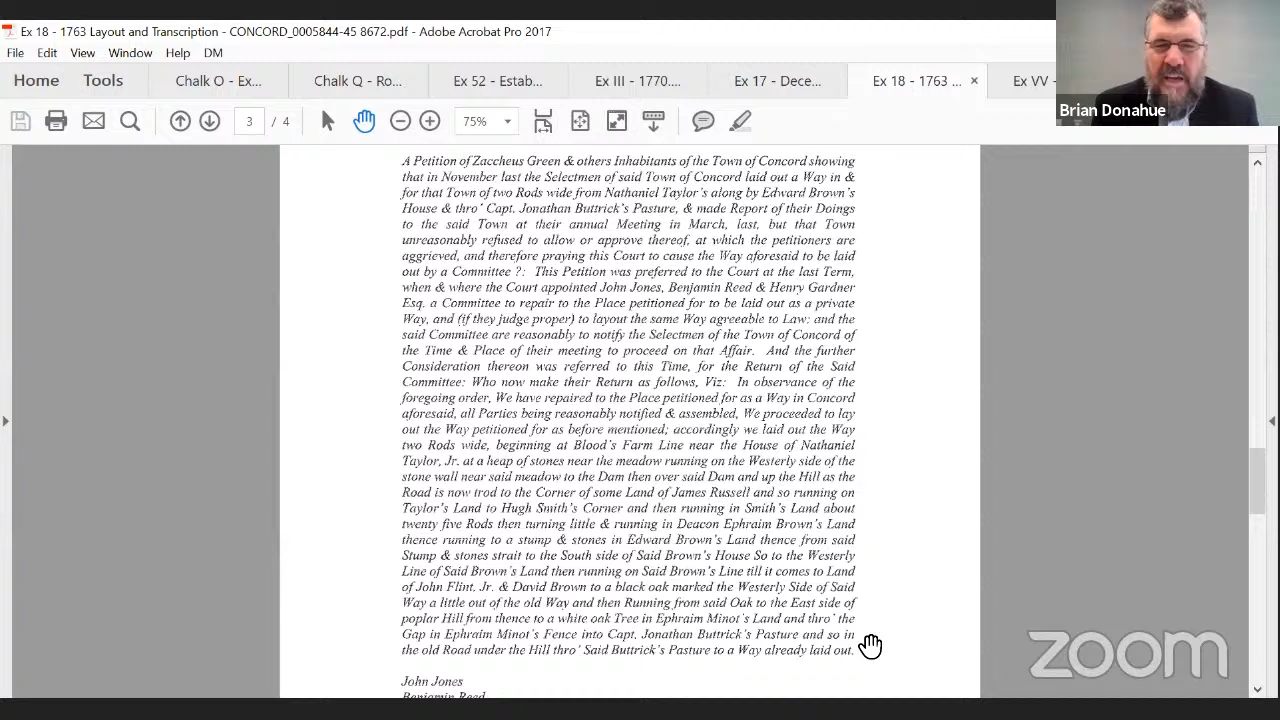 Ex 18 - 1763 Layout and Transcription - CONCORD_0005844-45 8672.pdf - Adobe Acrobat Pro 2017
File Edit View Window Help DM
Home Tools Chalk O - Ex... Chalk Q - Ro... Ex 52 - Estab... Ex III - 1770.... Ex 17 - Dece... Ex 18 - 1763 ... × Ex VV -
3 / 4 75%
Brian Donahue
A Petition of Zaccheus Green & others Inhabitants of the Town of Concord showing
that in November last the Selectmen of said Town of Concord laid out a Way in &
for that Town of two Rods wide from Nathaniel Taylor's along by Edward Brown's
House & thro' Capt. Jonathan Buttrick's Pasture, & made Report of their Doings
to the said Town at their annual Meeting in March, last, but that Town
unreasonably refused to allow or approve thereof, at which the petitioners are
aggrieved, and therefore praying this Court to cause the Way aforesaid to be laid
out by a Committee ?: This Petition was preferred to the Court at the last Term,
when & where the Court appointed John Jones, Benjamin Reed & Henry Gardner
Esq. a Committee to repair to the Place petitioned for to be laid out as a private
Way, and (if they judge proper) to layout the same Way agreeable to Law: and the
said Committee are reasonably to notify the Selectmen of the Town of Concord of
the Time & Place of their meeting to proceed on that Affair. And the further
Consideration thereon was referred to this Time, for the Return of the Said
Committee: Who now make their Return as follows, Viz: In observance of the
foregoing order, We have repaired to the Place petitioned for as a Way in Concord
aforesaid, all Parties being reasonably notified & assembled, We proceeded to lay
out the Way petitioned for as before mentioned; accordingly we laid out the Way
two Rods wide, beginning at Blood's Farm Line near the House of Nathaniel
Taylor, Jr. at a heap of stones near the meadow running on the Westerly side of the
stone wall near said meadow to the Dam then over said Dam and up the Hill as the
Road is now trod to the Corner of some Land of James Russell and so running on
Taylor's Land to Hugh Smith's Corner and then running in Smith's Land about
twenty five Rods then turning little & running in Deacon Ephraim Brown's Land
thence running to a stump & stones in Edward Brown's Land thence from said
Stump & stones strait to the South side of Said Brown's House So to the Westerly
Line of Said Brown's Land then running on Said Brown's Line till it comes to Land
of John Flint, Jr. & David Brown to a black oak marked the Westerly Side of Said
Way a little out of the old Way and then Running from said Oak to the East side of
poplar Hill from thence to a white oak Tree in Ephraim Minot's Land and thro' the
Gap in Ephraim Minot's Fence into Capt. Jonathan Buttrick's Pasture and so in
the old Road under the Hill thro' Said Buttrick's Pasture to a Way already laid out.
John Jones
Benjamin Reed
zoom